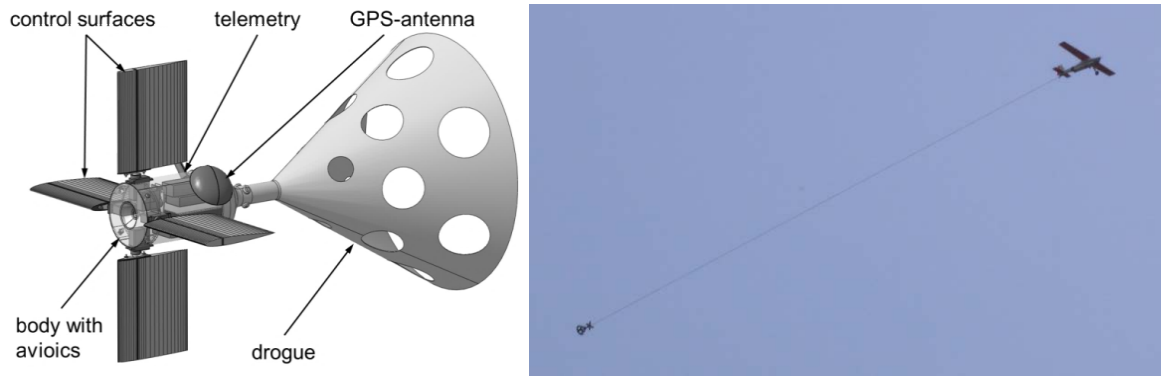 control surfaces
telemetry
GPS-antenna
body with
avioics
drogue